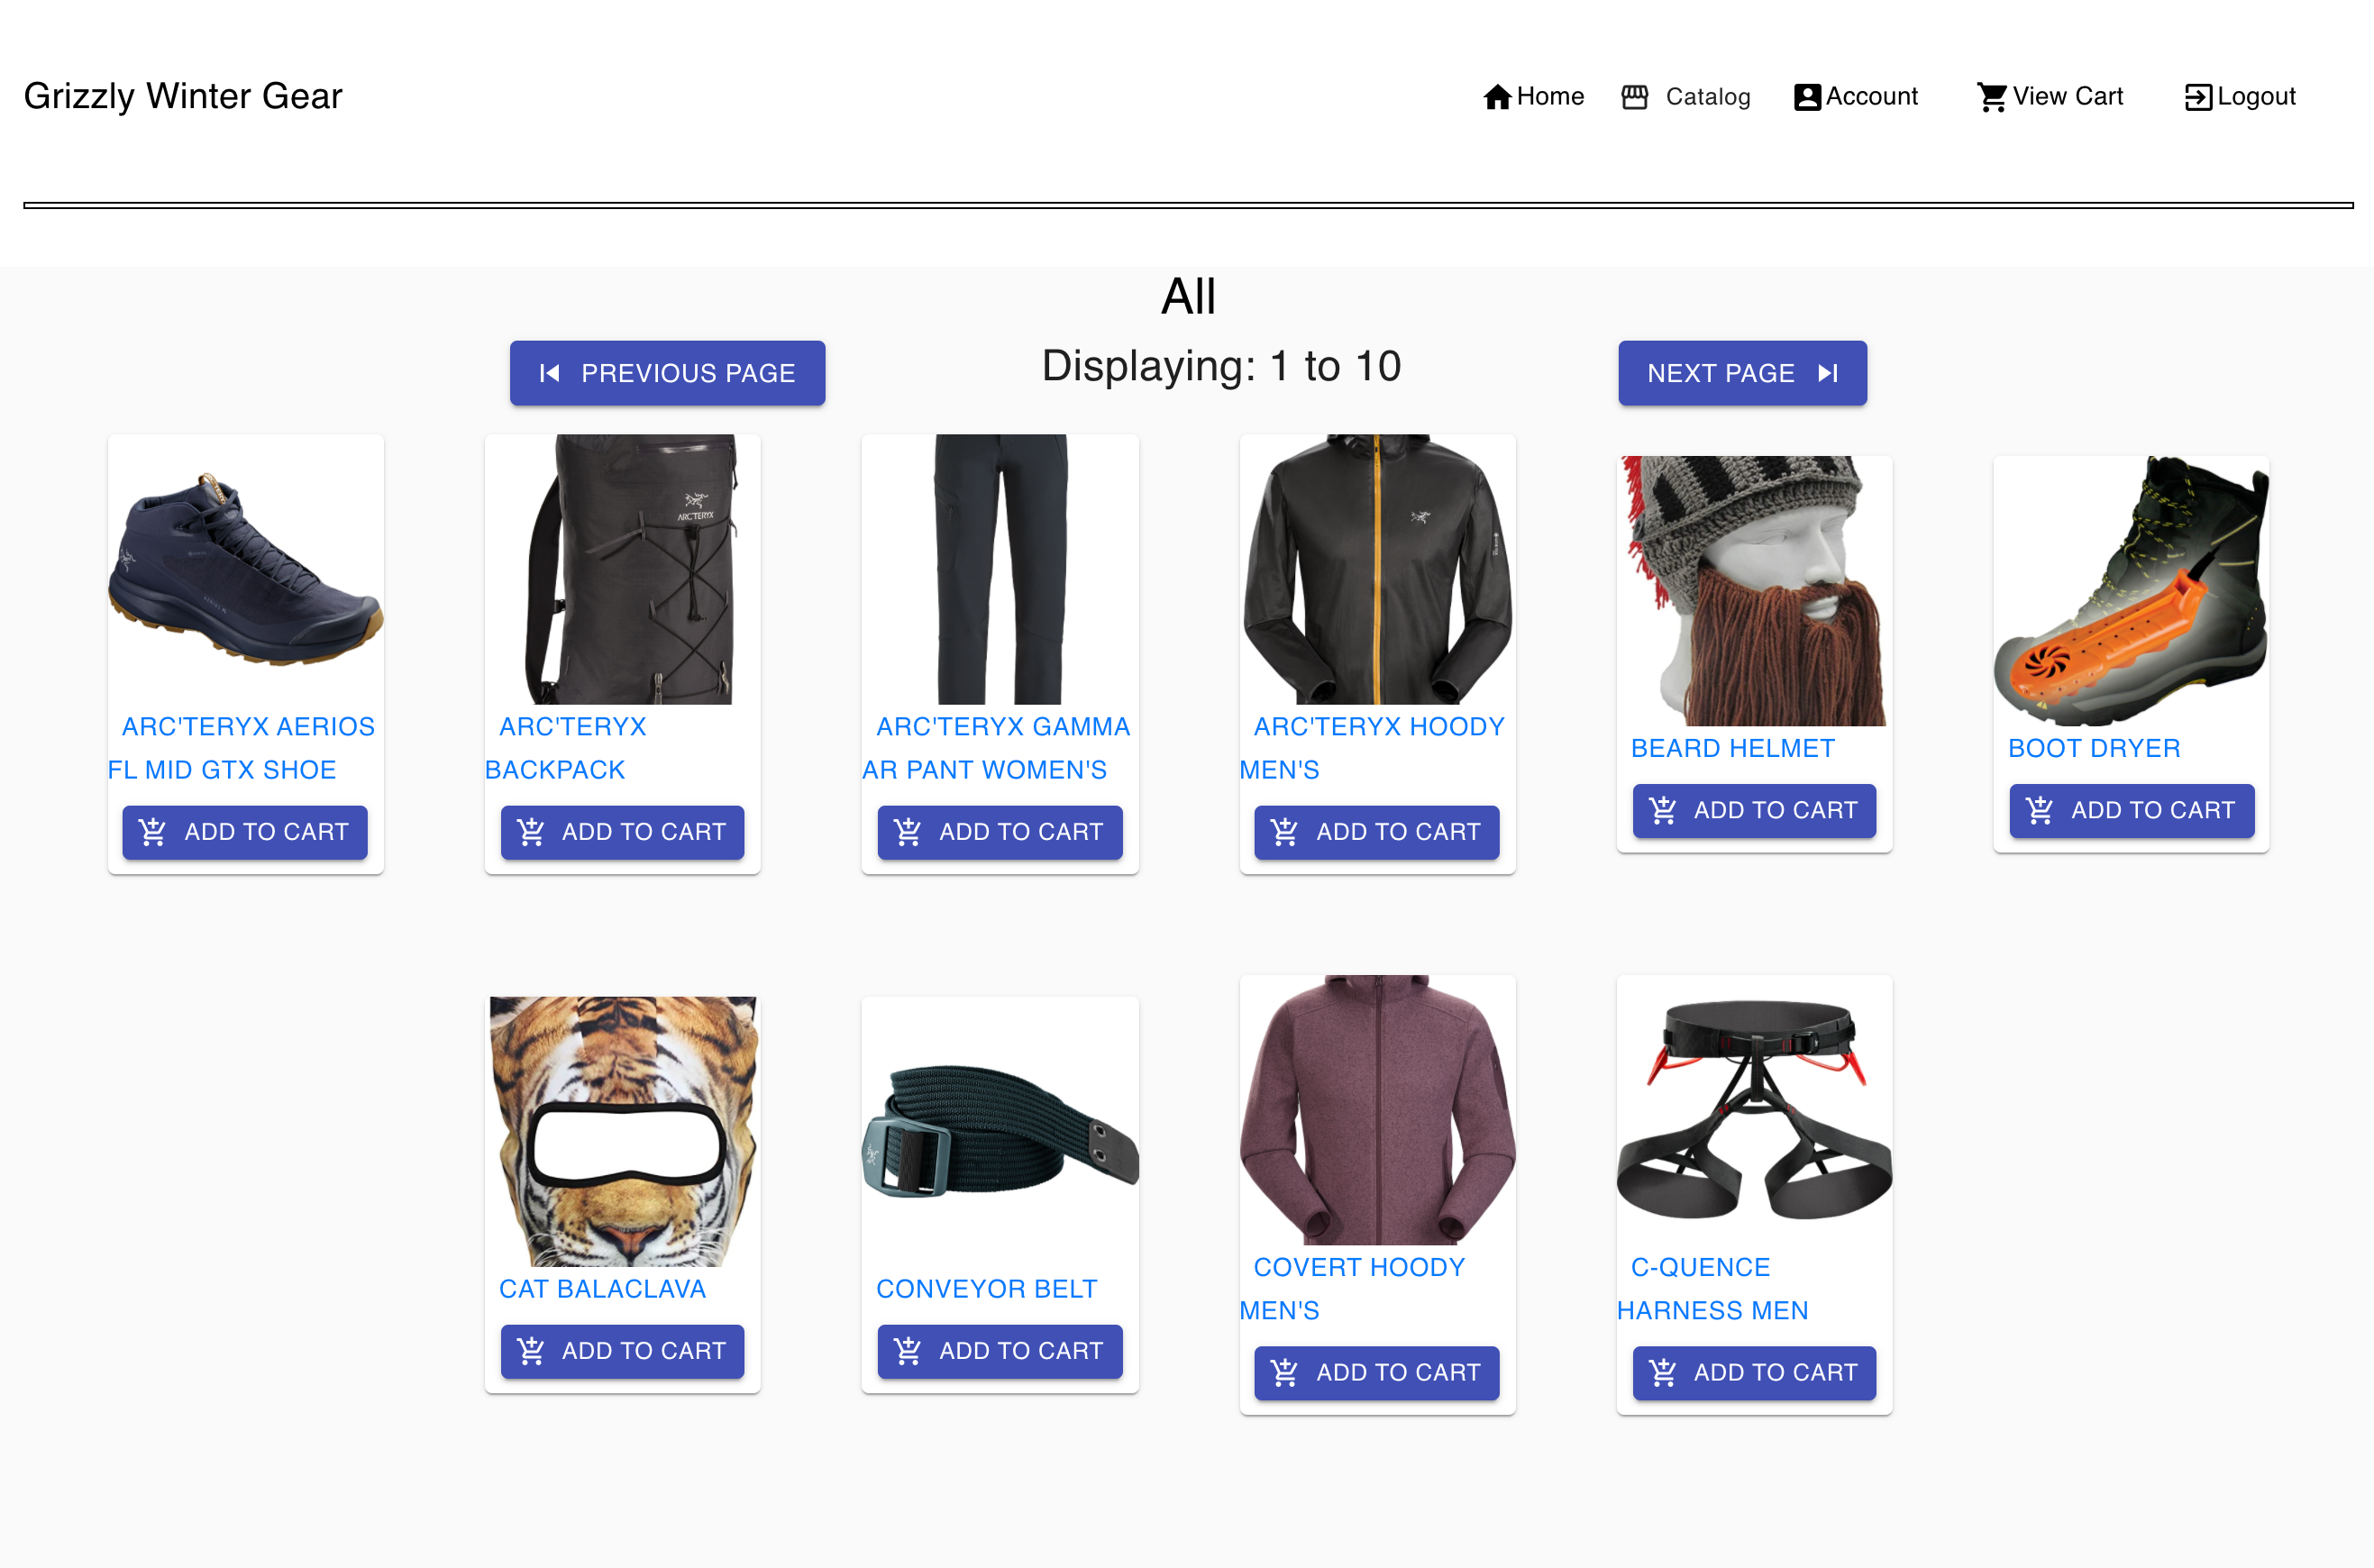 Grizzly Winter Gear
Home
Catalog
Account
View Cart
Logout
All
PREVIOUS PAGE
Displaying: 1 to 10
NEXT PAGE
ARC'TERYX
ARC'TERYX AERIOS
FL MID GTX SHOE
ADD TO CART
ARC'TERYX
BACKPACK
ADD TO CART
ARC'TERYX GAMMA
AR PANT WOMEN'S
ADD TO CART
ARC'TERYX HOODY
MEN'S
ADD TO CART
BEARD HELMET
ADD TO CART
BOOT DRYER
ADD TO CART
CAT BALACLAVA
ADD TO CART
CONVEYOR BELT
ADD TO CART
COVERT HOODY
MEN'S
ADD TO CART
C-QUENCE
HARNESS MEN
ADD TO CART